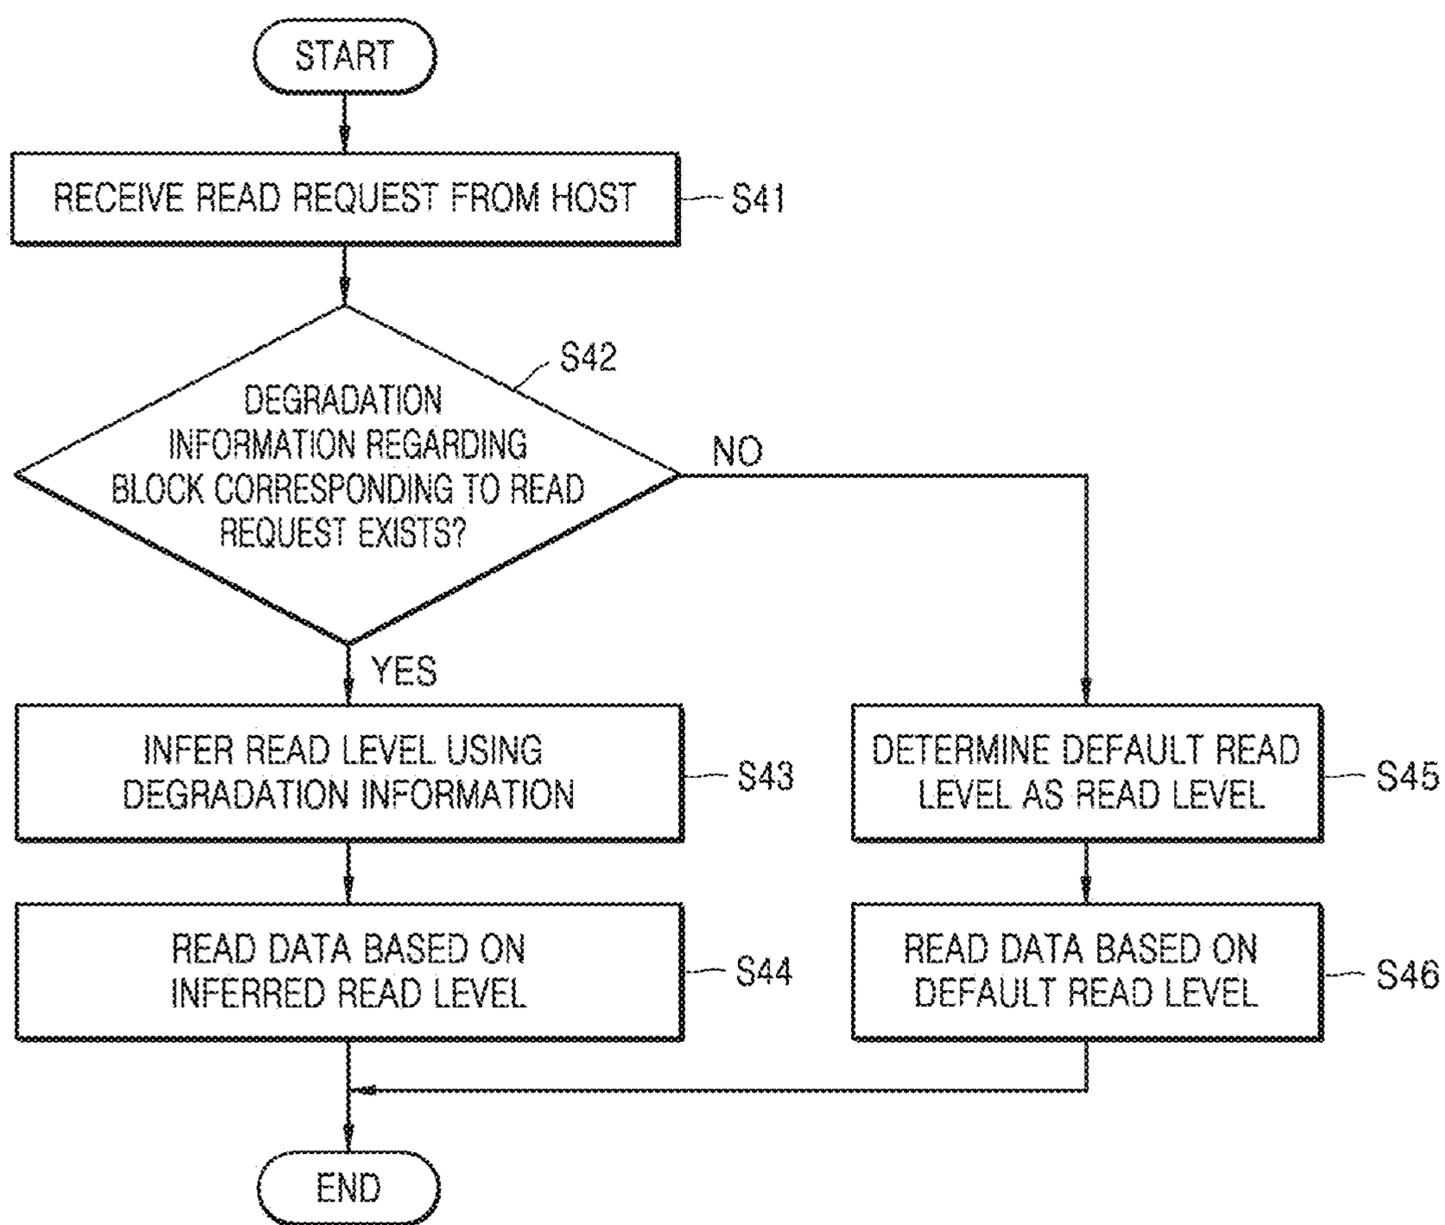 START
RECEIVE READ REQUEST FROM HOST
S41
S42
DEGRADATION
INFORMATION REGARDING
BLOCK CORRESPONDING TO READ
REQUEST EXISTS?
NO
YES
INFER READ LEVEL USING
DEGRADATION INFORMATION
S43
DETERMINE DEFAULT READ
LEVEL AS READ LEVEL
S45
READ DATA BASED ON
INFERRED READ LEVEL
S44
READ DATA BASED ON
DEFAULT READ LEVEL
S46
END